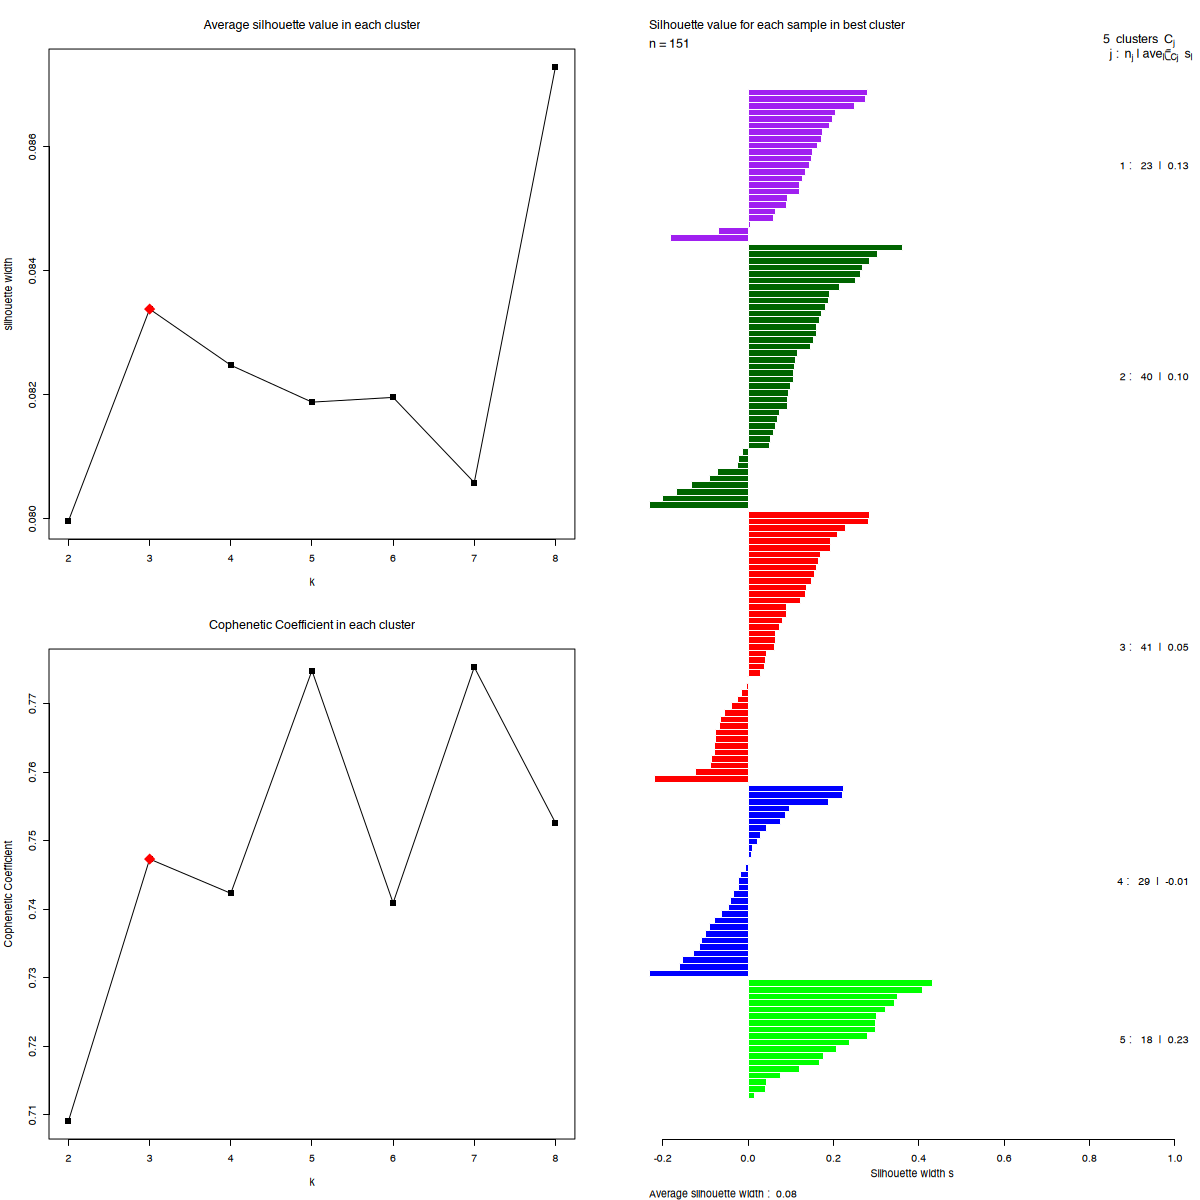 Average silhouette value in each cluster
0.086
0.084
0.082
0.080
silhouette width
2 3 4 5 6 7 8
k
Cophenetic Coefficient in each cluster
0.77
0.76
0.75
0.74
0.73
0.72
0.71
Cophenetic Coefficient
2 3 4 5 6 7 8
k
Silhouette value for each sample in best cluster
n = 151
5 clusters Cj
j : nj | avei∈Cj si
1 : 23 | 0.13
2 : 40 | 0.10
3 : 41 | 0.05
4 : 29 | -0.01
5 : 18 | 0.23
-0.2 0.0 0.2 0.4 0.6 0.8 1.0
Silhouette width s
Average silhouette width : 0.08